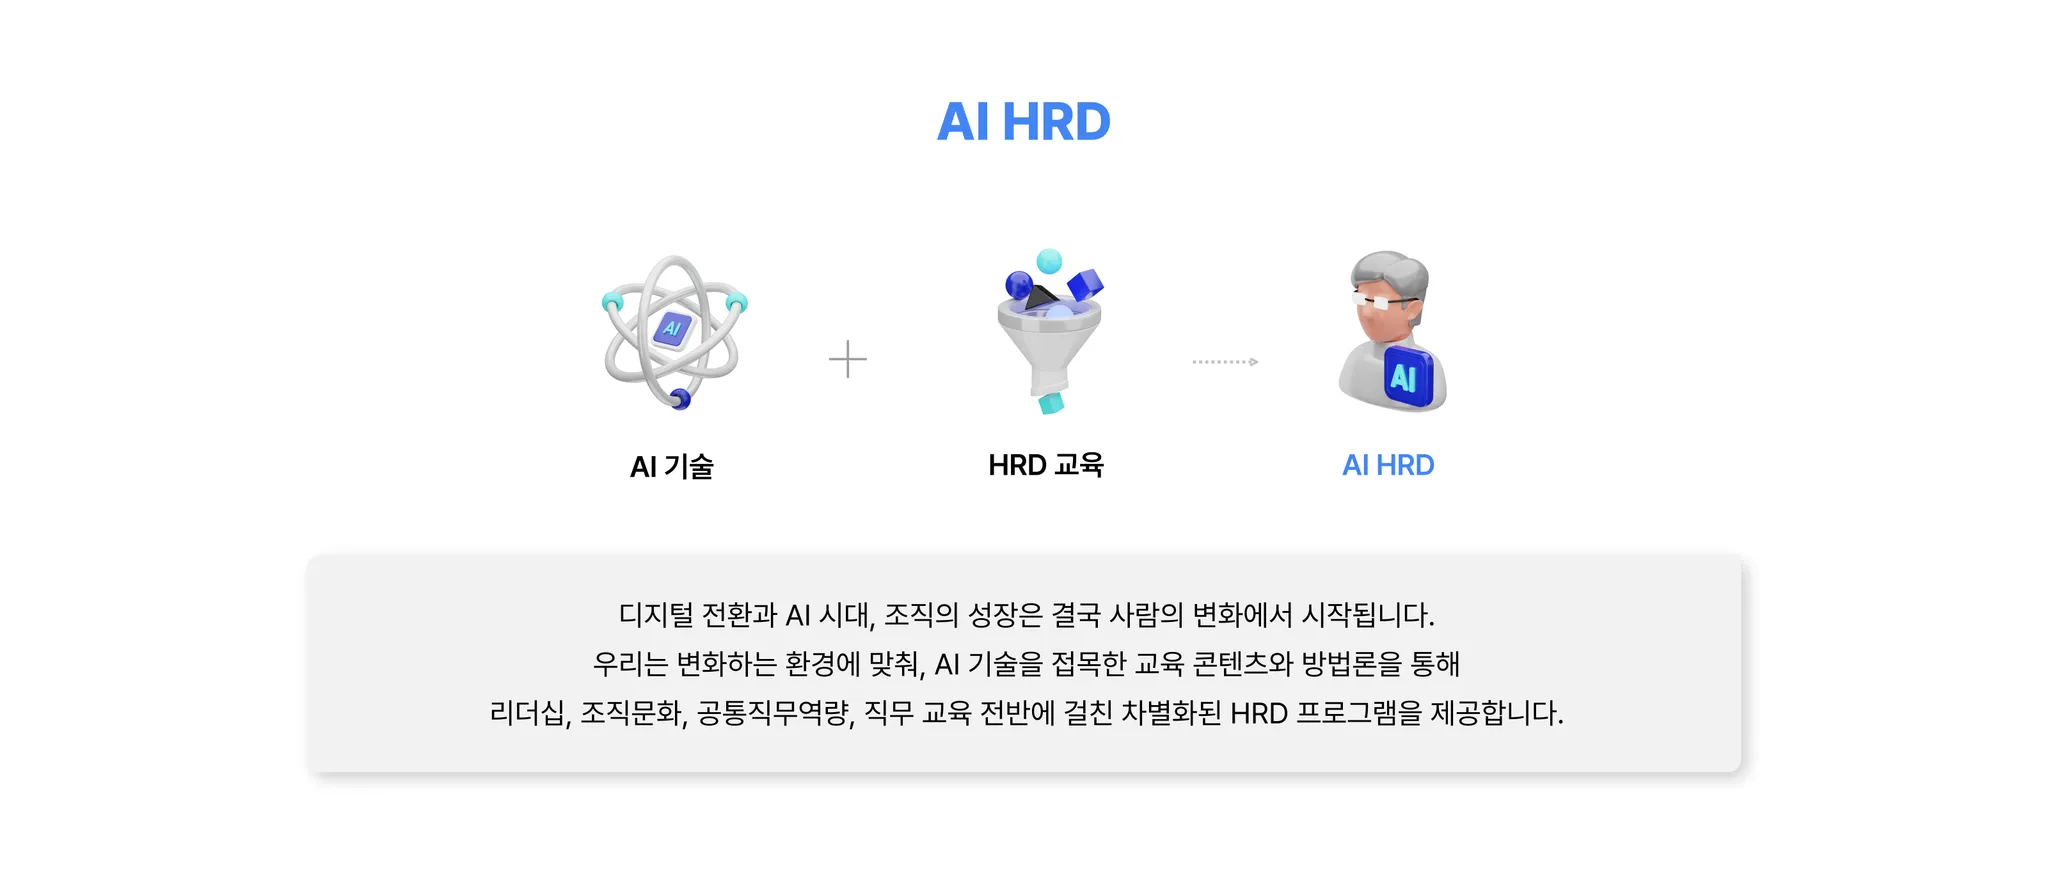 AI HRD
AI
AI
AI 기술
HRD 교육
AI HRD
디지털 전환과 AI 시대, 조직의 성장은 결국 사람의 변화에서 시작됩니다.
우리는 변화하는 환경에 맞춰, AI 기술을 접목한 교육 콘텐츠와 방법론을 통해
리더십, 조직문화, 공통직무역량, 직무 교육 전반에 걸친 차별화된 HRD 프로그램을 제공합니다.